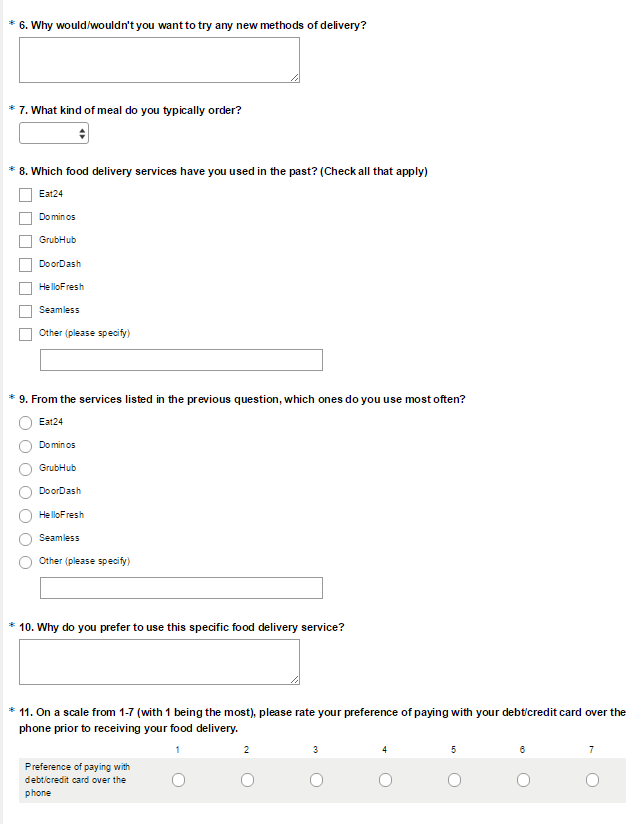 * 6. Why would/wouldn't you want to try any new methods of delivery?
* 7. What kind of meal do you typically order?
* 8. Which food delivery services have you used in the past? (Check all that apply)
Eat24
Dominos
GrubHub
DoorDash
HelloFresh
Seamless
Other (please specify)
* 9. From the services listed in the previous question, which ones do you use most often?
Eat24
Dominos
GrubHub
DoorDash
HelloFresh
Seamless
Other (please specify)
* 10. Why do you prefer to use this specific food delivery service?
* 11. On a scale from 1-7 (with 1 being the most), please rate your preference of paying with your debt/credit card over the
phone prior to receiving your food delivery.
1 2 3 4 5 6 7
Preference of paying with
debt/credit card over the
phone